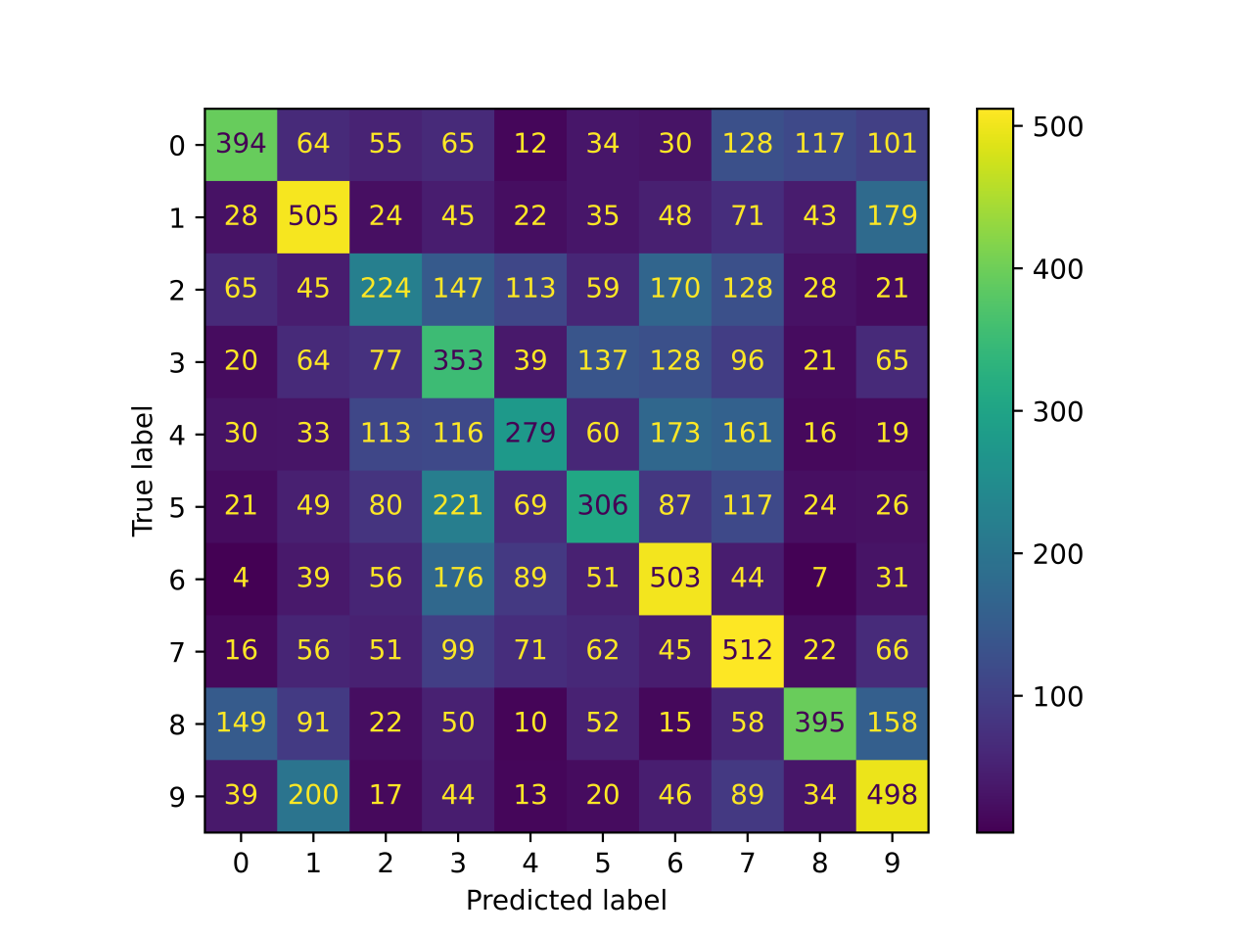 0 394 64 55 65 12 34 30 128 117 101 500
1 28 505 24 45 22 35 48 71 43 179
400
2 65 45 224 147 113 59 170 128 28 21
3 20 64 77 353 39 137 128 96 21 65
300
4 30 33 113 116 279 60 173 161 16 19
True label
5 21 49 80 221 69 306 87 117 24 26
200
6 4 39 56 176 89 51 503 44 7 31
7 16 56 51 99 71 62 45 512 22 66
100
8 149 91 22 50 10 52 15 58 395 158
9 39 200 17 44 13 20 46 89 34 498
0 1 2 3 4 5 6 7 8 9
Predicted label